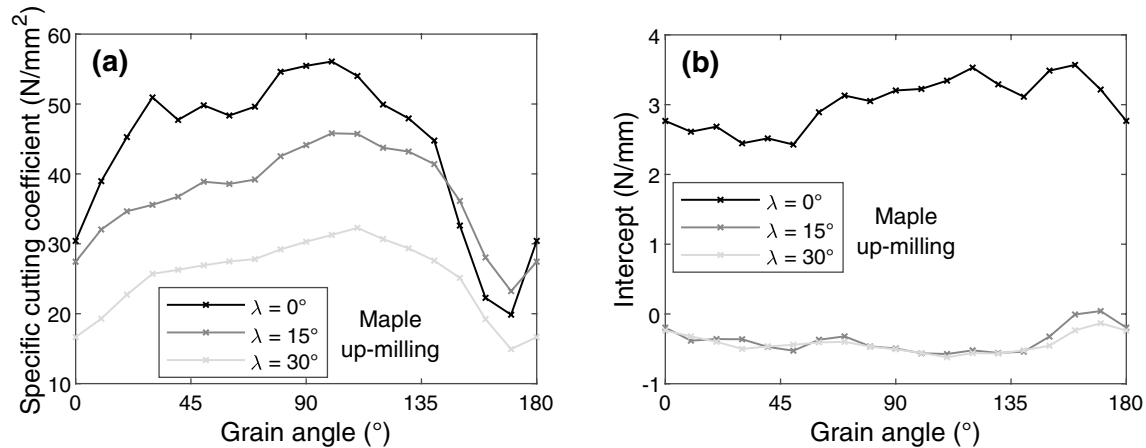 (a)
Specific cutting coefficient (N/mm²)
60
50
40
30
20
10
λ = 0°
λ = 15°
λ = 30°
Maple
up-milling
0
45
90
135
180
Grain angle (°)
(b)
Intercept (N/mm)
4
3
2
1
0
-1
λ = 0°
λ = 15°
λ = 30°
Maple
up-milling
0
45
90
135
180
Grain angle (°)